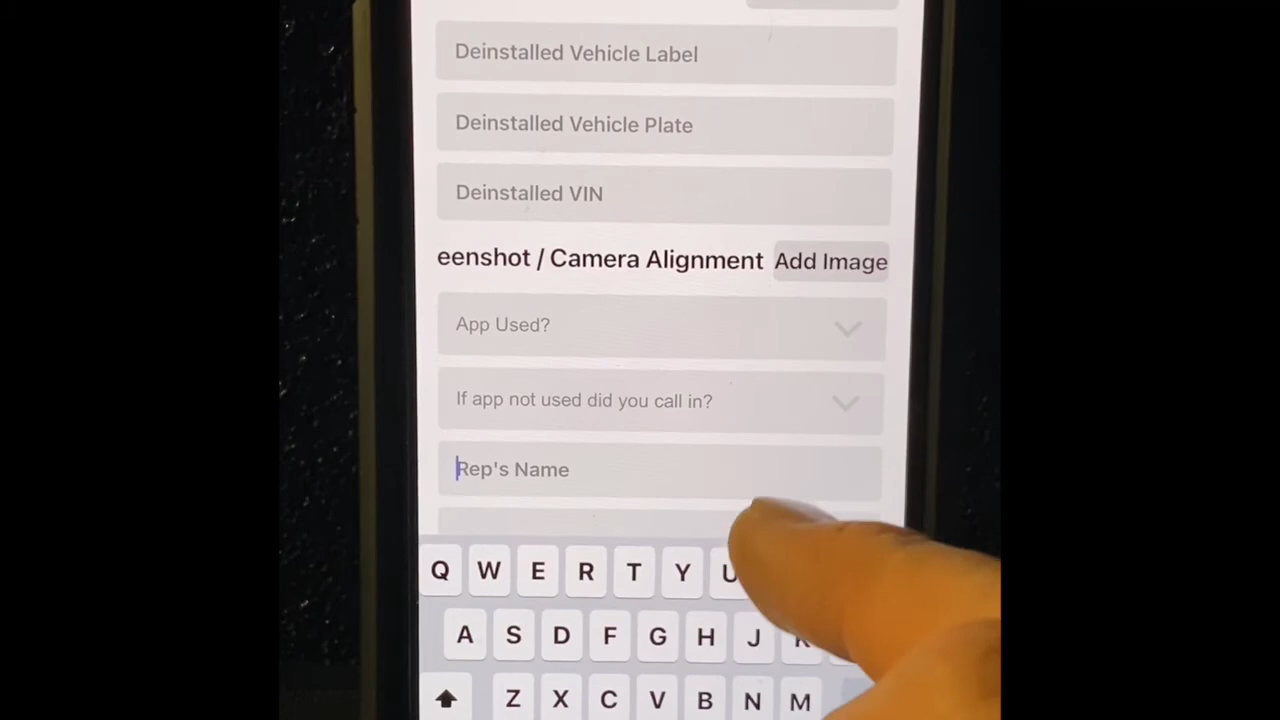 Deinstalled Vehicle Label
Deinstalled Vehicle Plate
Deinstalled VIN
eenshot / Camera Alignment Add Image
App Used?
If app not used did you call in?
Rep's Name
Q W E R T Y U
A S D F G H J K
Z X C V B N M